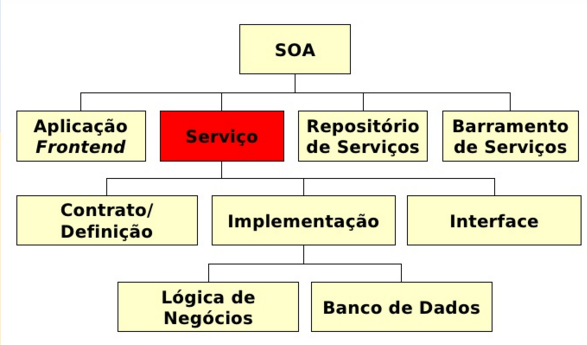 SOA
Aplicação
Frontend
Serviço
Repositório
de Serviços
Barramento
de Serviços
Contrato/
Definição
Implementação
Interface
Lógica de
Negócios
Banco de Dados